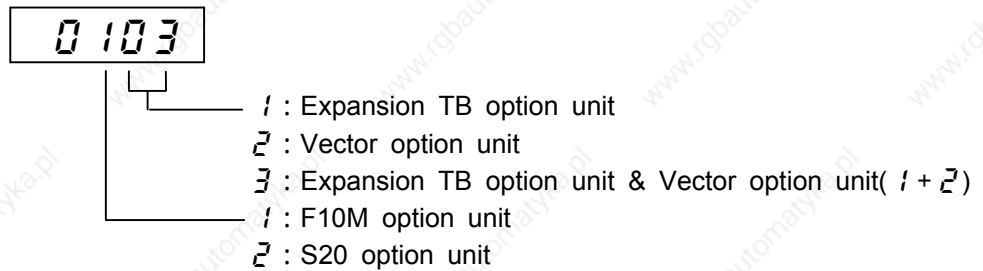 0103
1 : Expansion TB option unit
2 : Vector option unit
3 : Expansion TB option unit & Vector option unit( 1 + 2 )
1 : F10M option unit
2 : S20 option unit